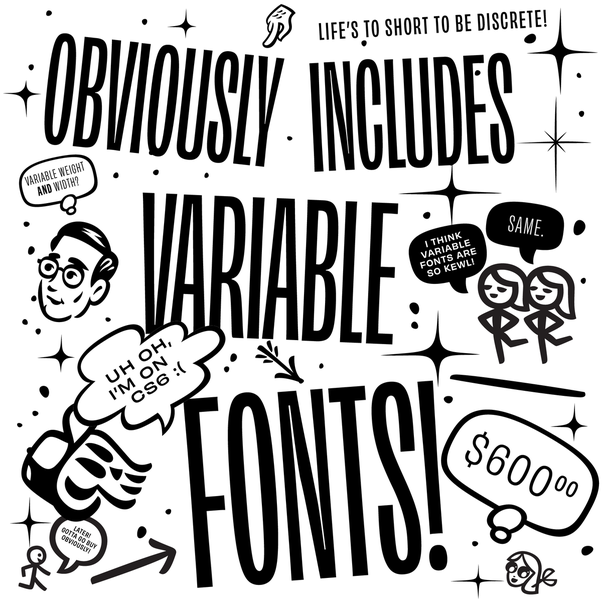 LIFE'S TO SHORT TO BE DISCRETE!
OBVIOUSLY INCLUDES
VARIABLE WEIGHT
AND WIDTH?
VARIABLE
I THINK
VARIABLE
FONTS ARE
SO KEWL!
SAME.
UH OH,
I'M ON
CS6 :(
FONTS!
$60000
LATER!
GOTTA GO BUY
OBVIOUSLY!